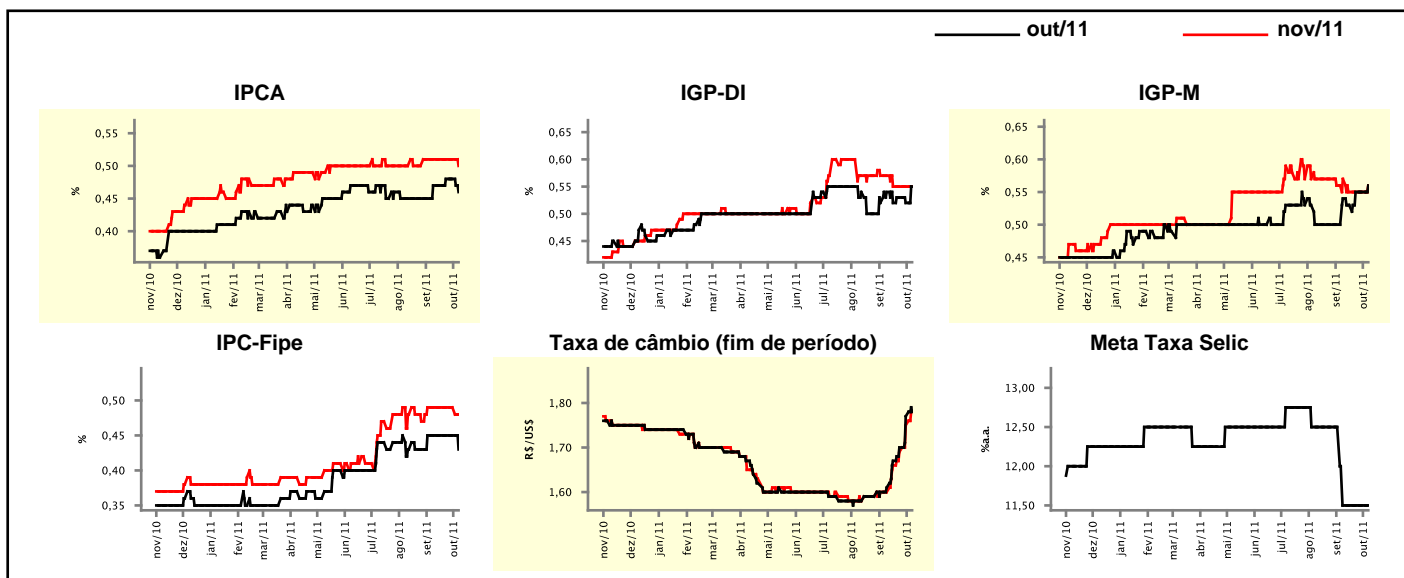 out/11 nov/11
IPCA
0,55
0,50
0,45
0,40
%
nov/10 dez/10 jan/11 fev/11 mar/11 abr/11 mai/11 jun/11 jul/11 ago/11 set/11 out/11
IGP-DI
0,65
0,60
0,55
0,50
0,45
%
nov/10 dez/10 jan/11 fev/11 mar/11 abr/11 mai/11 jun/11 jul/11 ago/11 set/11 out/11
IGP-M
0,65
0,60
0,55
0,50
0,45
%
nov/10 dez/10 jan/11 fev/11 mar/11 abr/11 mai/11 jun/11 jul/11 ago/11 set/11 out/11
IPC-Fipe
0,50
0,45
0,40
0,35
%
nov/10 dez/10 jan/11 fev/11 mar/11 abr/11 mai/11 jun/11 jul/11 ago/11 set/11 out/11
Taxa de câmbio (fim de período)
1,80
1,70
1,60
R$/US$
nov/10 dez/10 jan/11 fev/11 mar/11 abr/11 mai/11 jun/11 jul/11 ago/11 set/11 out/11
Meta Taxa Selic
13,00
12,50
12,00
11,50
%a.a.
nov/10 dez/10 jan/11 fev/11 mar/11 abr/11 mai/11 jun/11 jul/11 ago/11 set/11 out/11